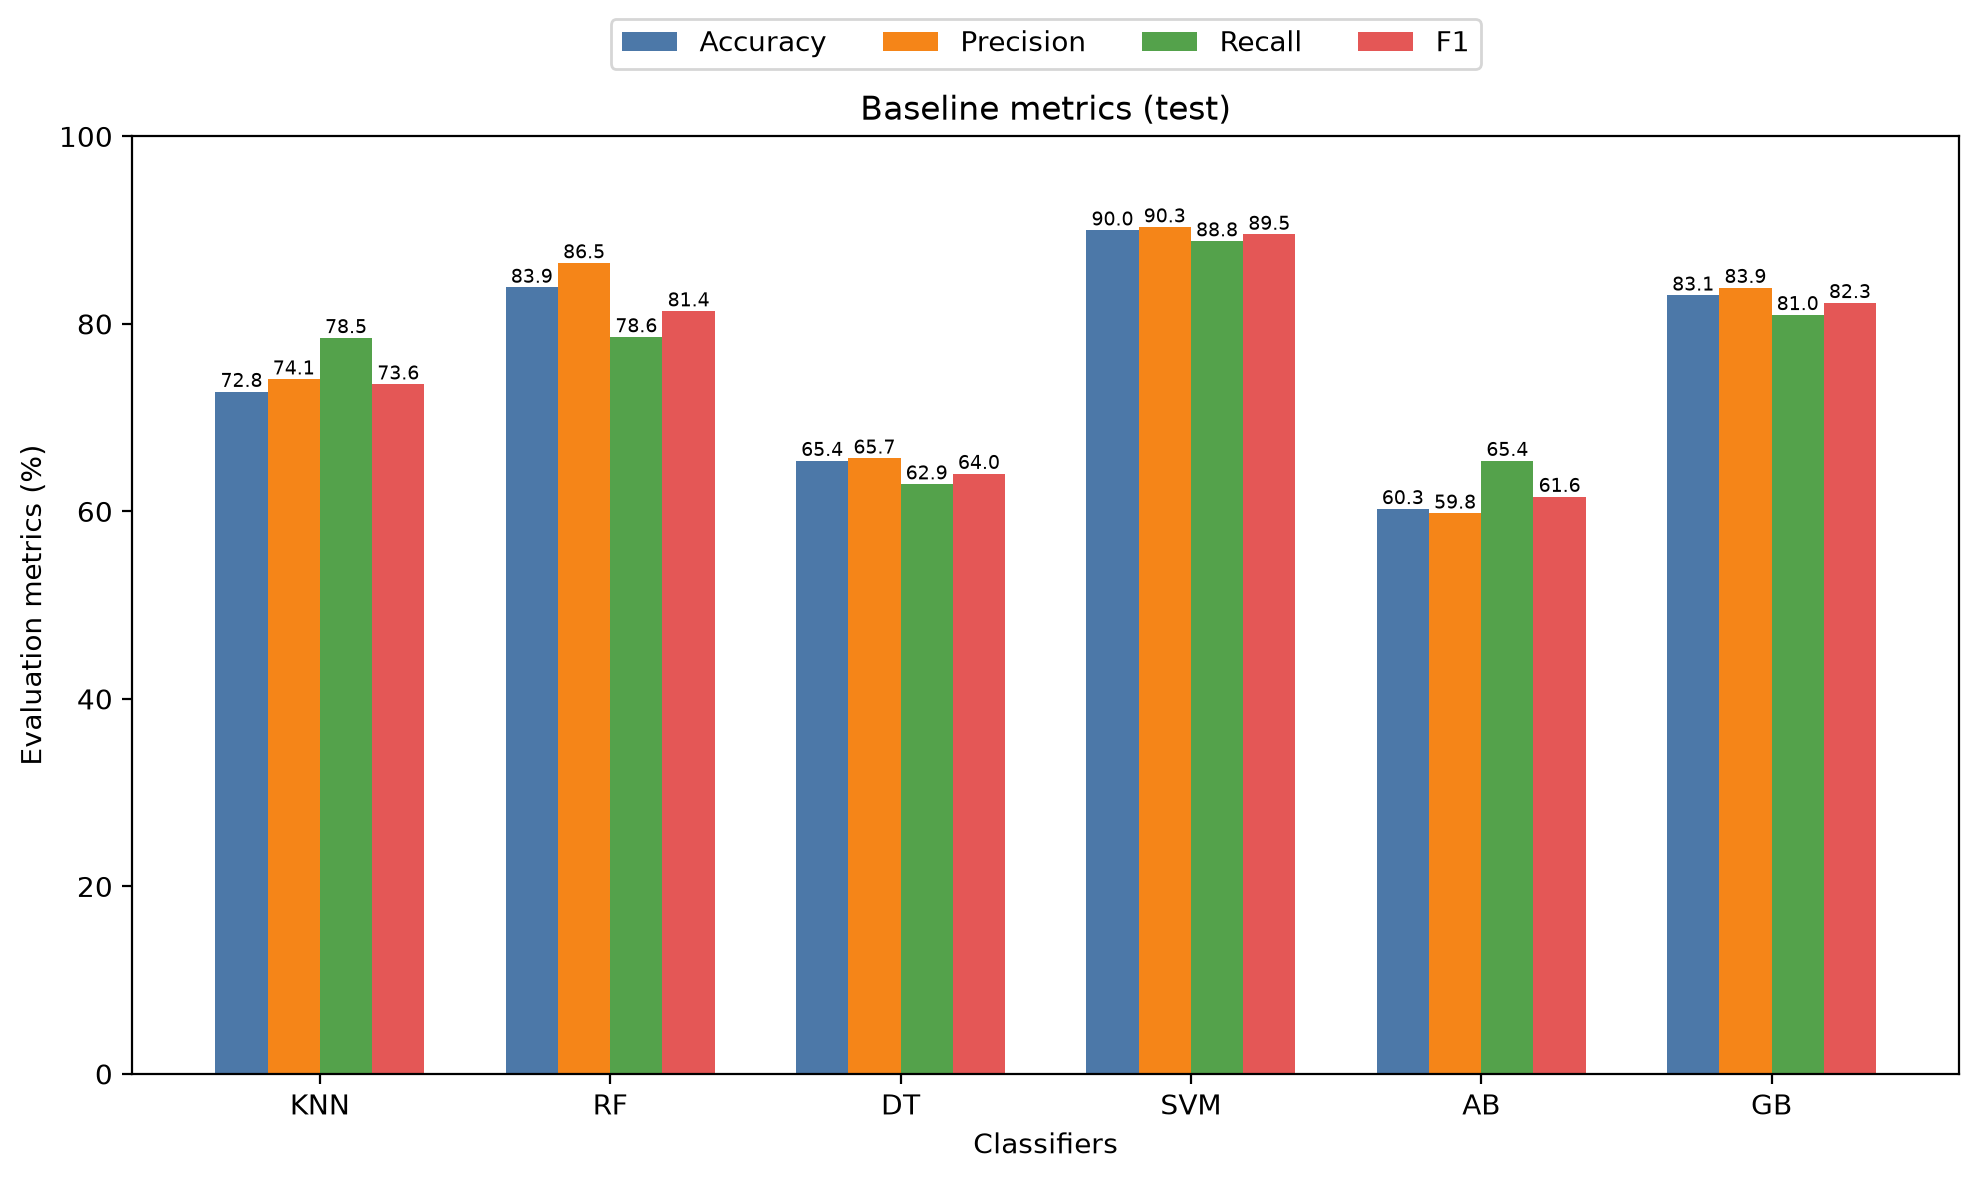 Accuracy Precision Recall F1
Baseline metrics (test)
Evaluation metrics (%)
100
80
60
40
20
0
72.8 74.1 78.5 73.6
83.9 86.5 78.6 81.4
65.4 65.7 62.9 64.0
90.0 90.3 88.8 89.5
60.3 59.8 65.4 61.6
83.1 83.9 81.0 82.3
KNN RF DT SVM AB GB
Classifiers